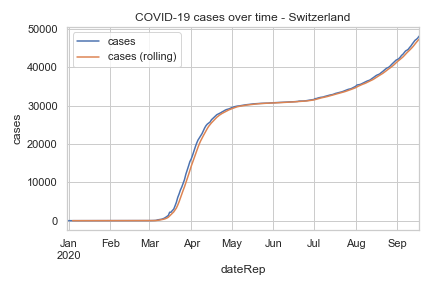 COVID-19 cases over time - Switzerland
50000
40000
30000
20000
10000
0
cases
cases
cases (rolling)
Jan Feb Mar Apr May Jun Jul Aug Sep
2020
dateRep